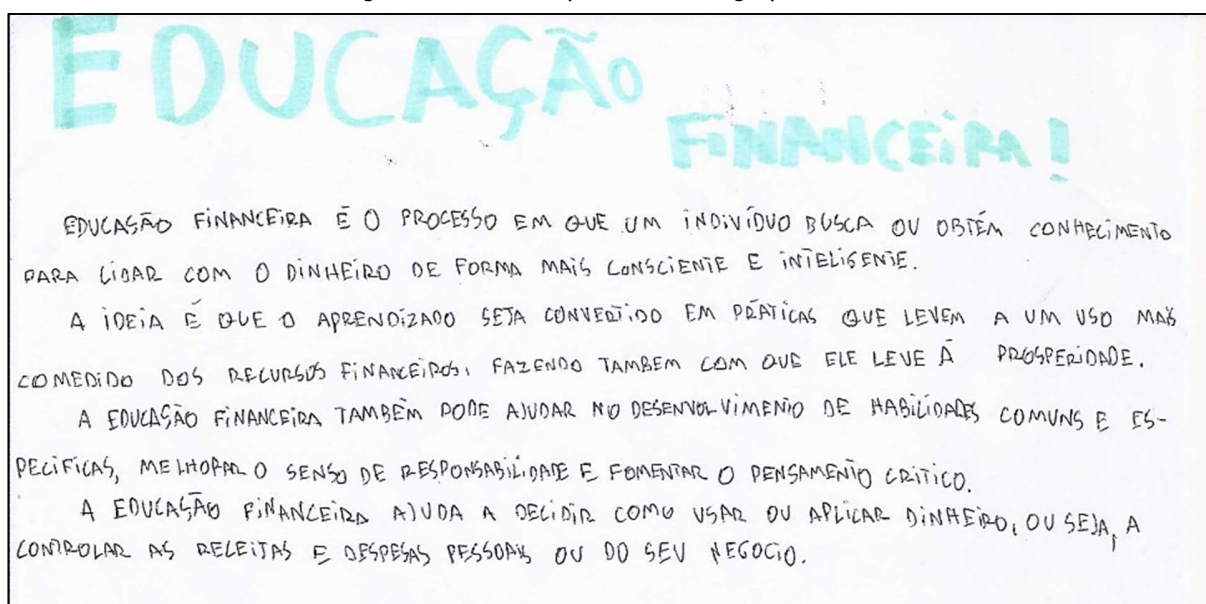 EDUCAÇÃO
FINANCEIRA!
EDUCAÇÃO FINANCEIRA É O PROCESSO EM QUE UM INDIVÍDUO BUSCA OU OBTÉM CONHECIMENTO
PARA LIDAR COM O DINHEIRO DE FORMA MAIS CONSCIENTE E INTELIGENTE.
A IDEIA É QUE O APRENDIZADO SEJA CONVERTIDO EM PRÁTICAS QUE LEVEM A UM USO MAIS
COMEDIDO DOS RECURSOS FINANCEIROS, FAZENDO TAMBEM COM QUE ELE LEVE À PROSPERIDADE.
A EDUCAÇÃO FINANCEIRA TAMBÉM PODE AJUDAR NO DESENVOLVIMENTO DE HABILIDADES COMUNS E ES-
PECIFICAS, MELHORAR O SENSO DE RESPONSABILIDADE E FOMENTAR O PENSAMENTO CRITICO.
A EDUCAÇÃO FINANCEIRA AJUDA A DECIDIR COMO USAR OU APLICAR DINHEIRO, OU SEJA, A
CONTROLAR AS RECEITAS E DESPESAS PESSOAIS OU DO SEU NEGOCIO.